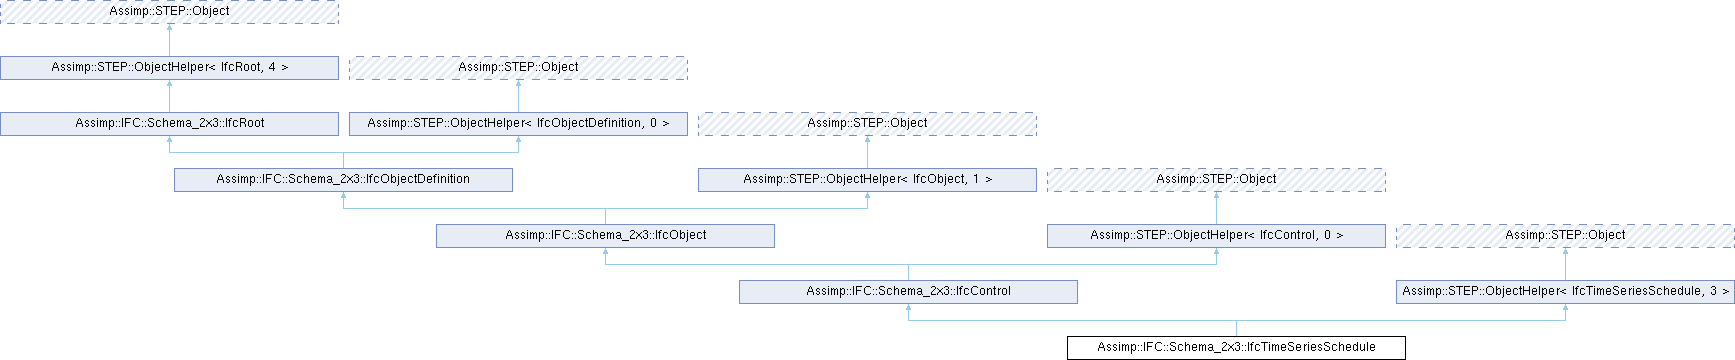 Assimp::STEP::Object
Assimp::STEP::ObjectHelper< IfcRoot, 4 >
Assimp::STEP::Object
Assimp::IFC::Schema_2x3::IfcRoot
Assimp::STEP::ObjectHelper< IfcObjectDefinition, 0 >
Assimp::STEP::Object
Assimp::IFC::Schema_2x3::IfcObjectDefinition
Assimp::STEP::ObjectHelper< IfcObject, 1 >
Assimp::STEP::Object
Assimp::IFC::Schema_2x3::IfcObject
Assimp::STEP::ObjectHelper< IfcControl, 0 >
Assimp::STEP::Object
Assimp::IFC::Schema_2x3::IfcControl
Assimp::STEP::ObjectHelper< IfcTimeSeriesSchedule, 3 >
Assimp::IFC::Schema_2x3::IfcTimeSeriesSchedule